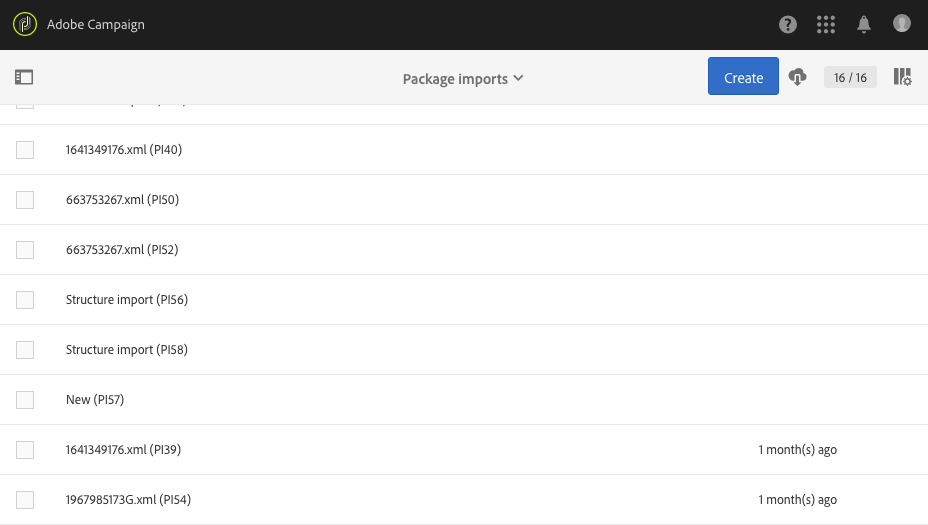 Adobe Campaign
Package imports
Create
16 / 16
1641349176.xml (PI40)
663753267.xml (PI50)
663753267.xml (PI52)
Structure import (PI56)
Structure import (PI58)
New (PI57)
1641349176.xml (PI39) 1 month(s) ago
1967985173G.xml (PI54) 1 month(s) ago